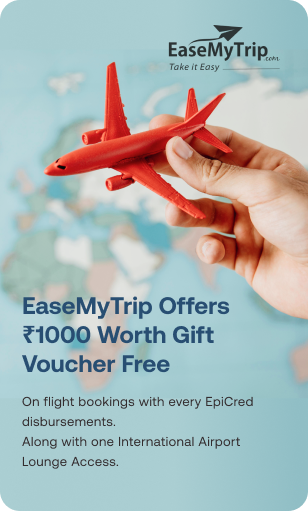 EaseMyTrip.com
Take it Easy
EaseMyTrip Offers
₹1000 Worth Gift
Voucher Free
On flight bookings with every EpiCred
disbursements.
Along with one International Airport
Lounge Access.